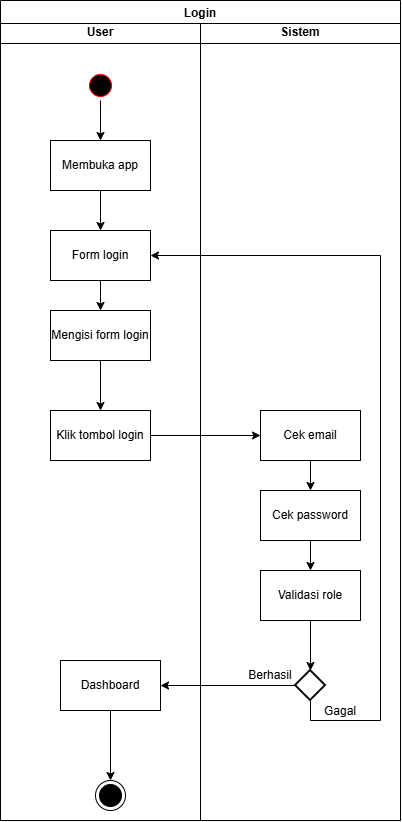 Login
User
Sistem
Membuka app
Form login
Mengisi form login
Klik tombol login
Cek email
Cek password
Validasi role
Berhasil
Dashboard
Gagal